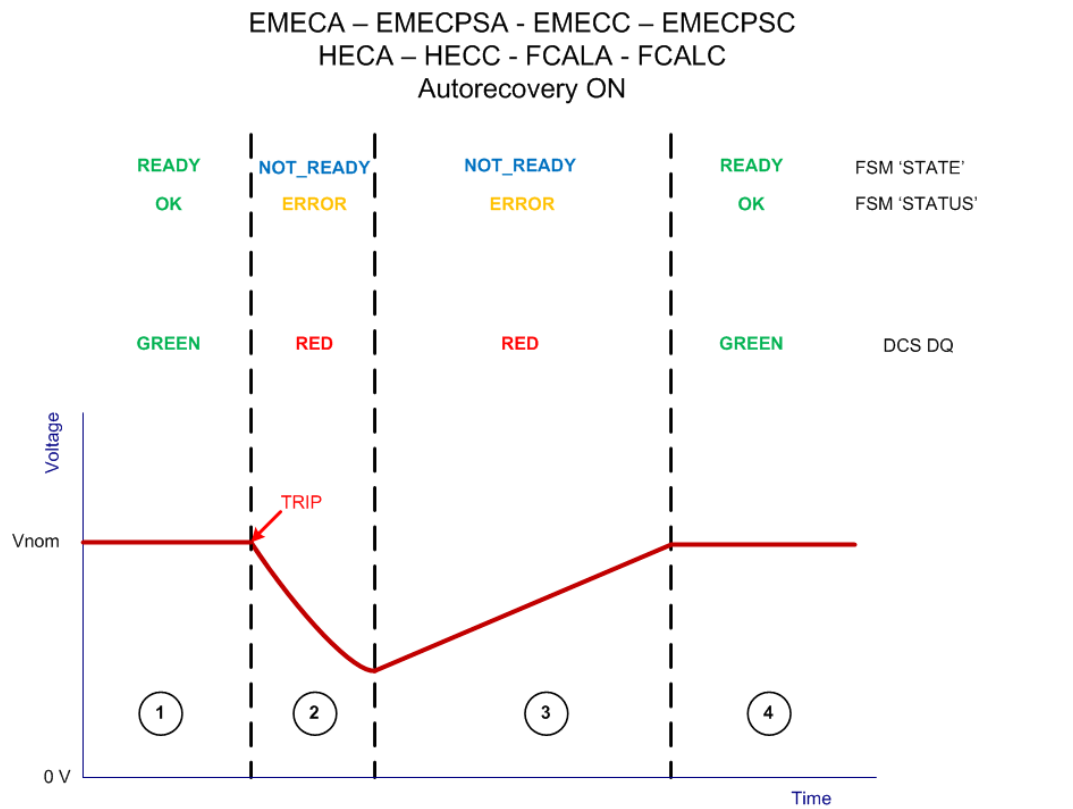 EMECA – EMECPSA - EMECC – EMECPSC
HECA – HECC - FCALA - FCALC
Autorecovery ON
READY NOT_READY NOT_READY READY FSM ‘STATE’
OK ERROR ERROR OK FSM ‘STATUS’
GREEN RED RED GREEN DCS DQ
Voltage
TRIP
Vnom
1 2 3 4
0 V
Time